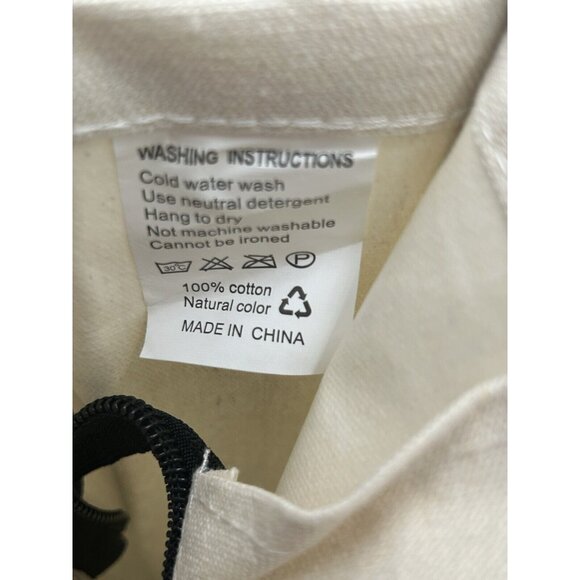 WASHING INSTRUCTIONS
Cold water wash
Use neutral detergent
Hang to dry
Not machine washable
Cannot be ironed
30°C P
100% cotton
Natural color
MADE IN CHINA